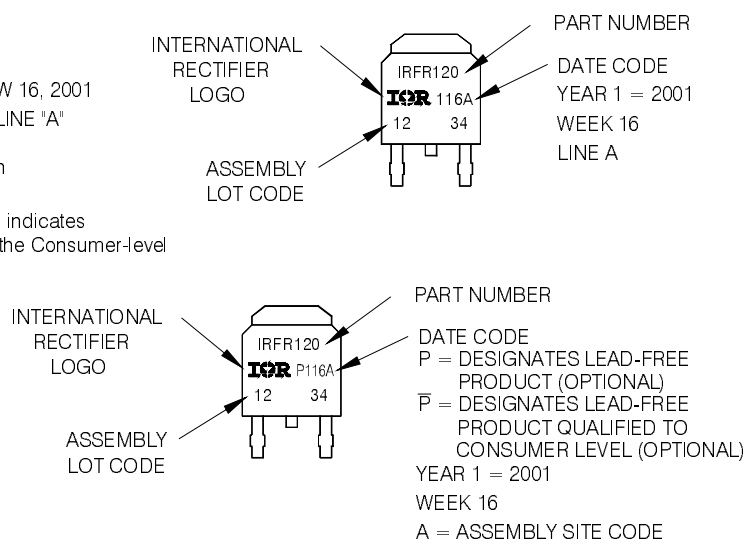 W 16, 2001
LINE "A"
indicates
the Consumer-level
INTERNATIONAL
RECTIFIER
LOGO
ASSEMBLY
LOT CODE
IRFR120
IOR 116A
12 34
PART NUMBER
DATE CODE
YEAR 1 = 2001
WEEK 16
LINE A
INTERNATIONAL
RECTIFIER
LOGO
ASSEMBLY
LOT CODE
IRFR120
IOR P116A
12 34
PART NUMBER
DATE CODE
P = DESIGNATES LEAD-FREE
PRODUCT (OPTIONAL)
P̅ = DESIGNATES LEAD-FREE
PRODUCT QUALIFIED TO
CONSUMER LEVEL (OPTIONAL)
YEAR 1 = 2001
WEEK 16
A = ASSEMBLY SITE CODE